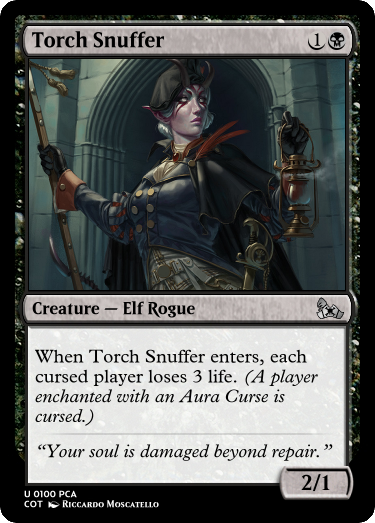 Torch Snuffer 1
Creature — Elf Rogue
When Torch Snuffer enters, each
cursed player loses 3 life. (A player
enchanted with an Aura Curse is
cursed.)
“Your soul is damaged beyond repair.”
2/1
U 0100 PCA
COT Riccardo Moscatello